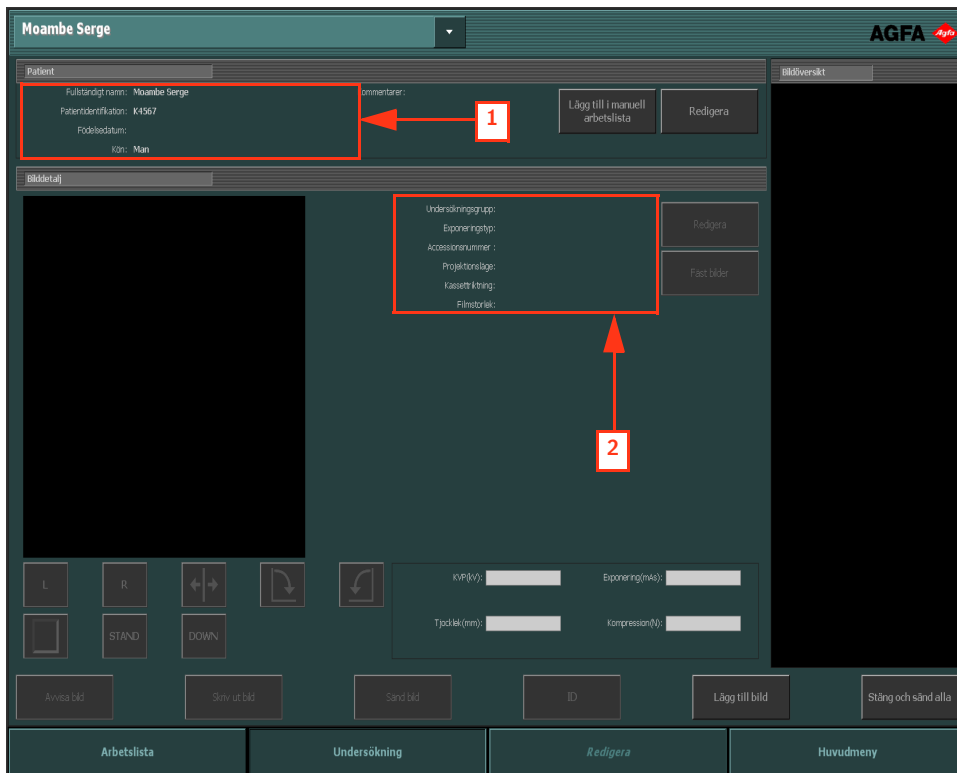 Moambe Serge
AGFA Agfa
Patient
Bildöversikt
Fullständigt namn: Moambe Serge
ommentarer:
Patientidentifikation: K4567
Födelsedatum:
Kön: Man
Lägg till i manuell
arbetslista
Redigera
1
Bilddetalj
Undersökningsgrupp:
Exponeringstyp:
Accessionsnummer :
Projektionsläge:
Kassettriktning:
Filmstorlek:
Redigera
Fast bilder
2
L
R
STAND
DOWN
KVP(kV):
Exponering(mAs):
Tjocklek(mm):
Kompression(N):
Avvisa bild
Skriv ut bild
Sänd bild
ID
Lägg till bild
Stäng och sänd alla
Arbetslista
Undersökning
Redigera
Huvudmeny